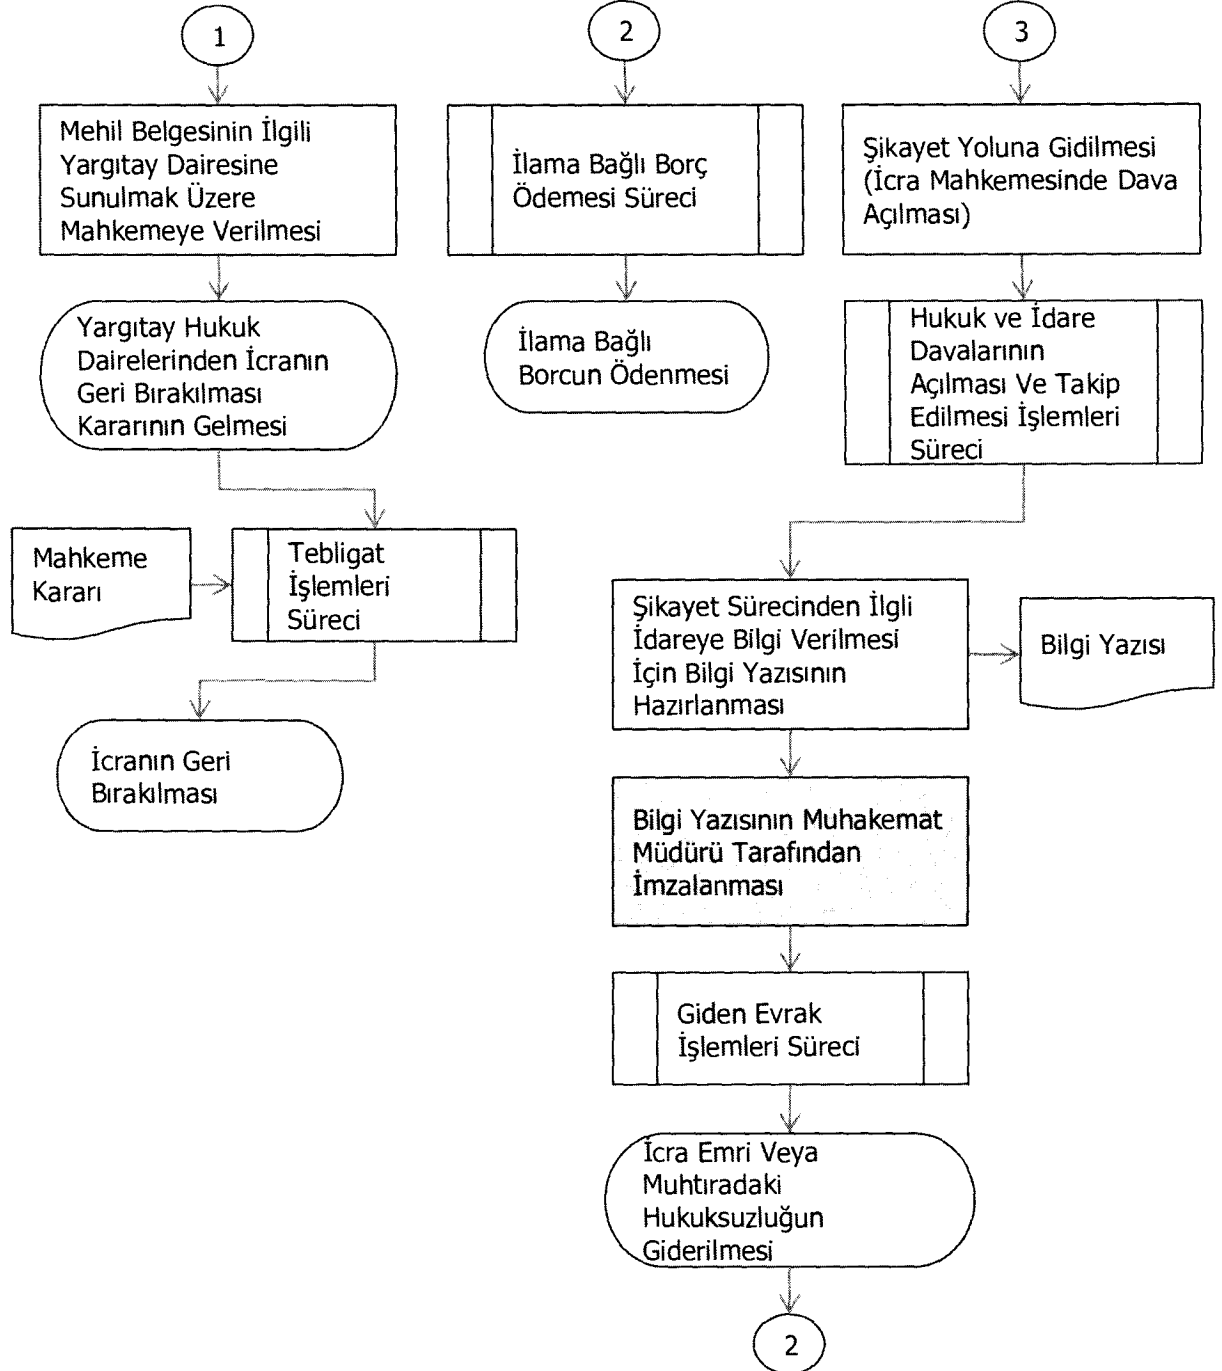 1
Mehil Belgesinin İlgili
Yargıtay Dairesine
Sunulmak Üzere
Mahkemeye Verilmesi
Yargıtay Hukuk
Dairelerinden İcranın
Geri Bırakılması
Kararının Gelmesi
Mahkeme
Kararı
Tebligat
İşlemleri
Süreci
İcranın Geri
Bırakılması
2
İlama Bağlı Borç
Ödemesi Süreci
İlama Bağlı
Borcun Ödenmesi
3
Şikayet Yoluna Gidilmesi
(İcra Mahkemesinde Dava
Açılması)
Hukuk ve İdare
Davalarının
Açılması Ve Takip
Edilmesi İşlemleri
Süreci
Şikayet Sürecinden İlgli
İdareye Bilgi Verilmesi
İçin Bilgi Yazısının
Hazırlanması
Bilgi Yazısı
Bilgi Yazısının Muhakemat
Müdürü Tarafından
İmzalanması
Giden Evrak
İşlemleri Süreci
İcra Emri Veya
Muhtıradaki
Hukuksuzluğun
Giderilmesi
2